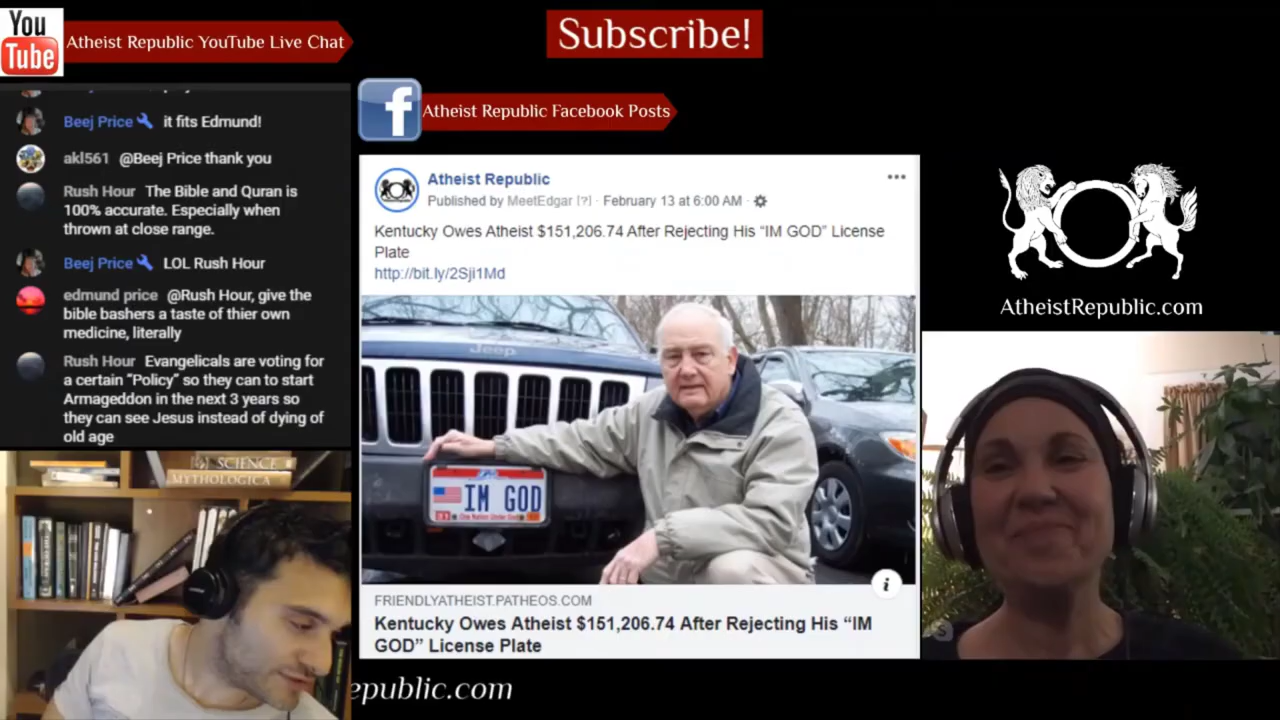 You
Tube
Atheist Republic YouTube Live Chat
Subscribe!
Beej Price it fits Edmund!
akl561 @Beej Price thank you
Rush Hour The Bible and Quran is
100% accurate. Especially when
thrown at close range.
Beej Price LOL Rush Hour
edmund price @Rush Hour, give the
bible bashers a taste of thier own
medicine, literally
Rush Hour Evangelicals are voting for
a certain “Policy” so they can to start
Armageddon in the next 3 years so
they can see Jesus instead of dying of
old age
f
Atheist Republic Facebook Posts
Atheist Republic
Published by MeetEdgar [?] · February 13 at 6:00 AM ·
Kentucky Owes Atheist $151,206.74 After Rejecting His “IM GOD” License
Plate
http://bit.ly/2Sji1Md
Jeep
IM GOD
FRIENDLYATHEIST.PATHEOS.COM
Kentucky Owes Atheist $151,206.74 After Rejecting His “IM
GOD” License Plate
i
AtheistRepublic.com
SCIENCE
MYTHOLOGICA
epublic.com